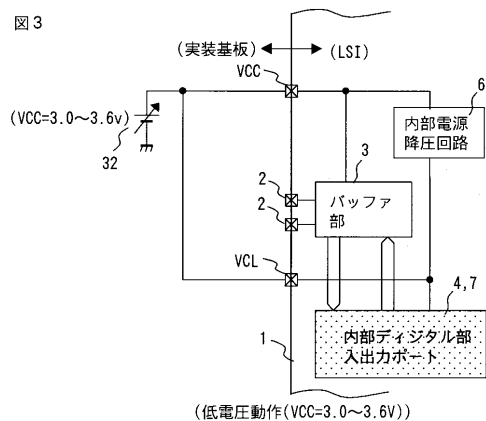 図3
(実装基板)
(LSI)
VCC
6
(VCC=3.0～3.6v)
内部電源
降圧回路
32
3
2
バッファ
部
2
VCL
4,7
1
内部ディジタル部
入出力ポート
(低電圧動作(VCC=3.0～3.6V))